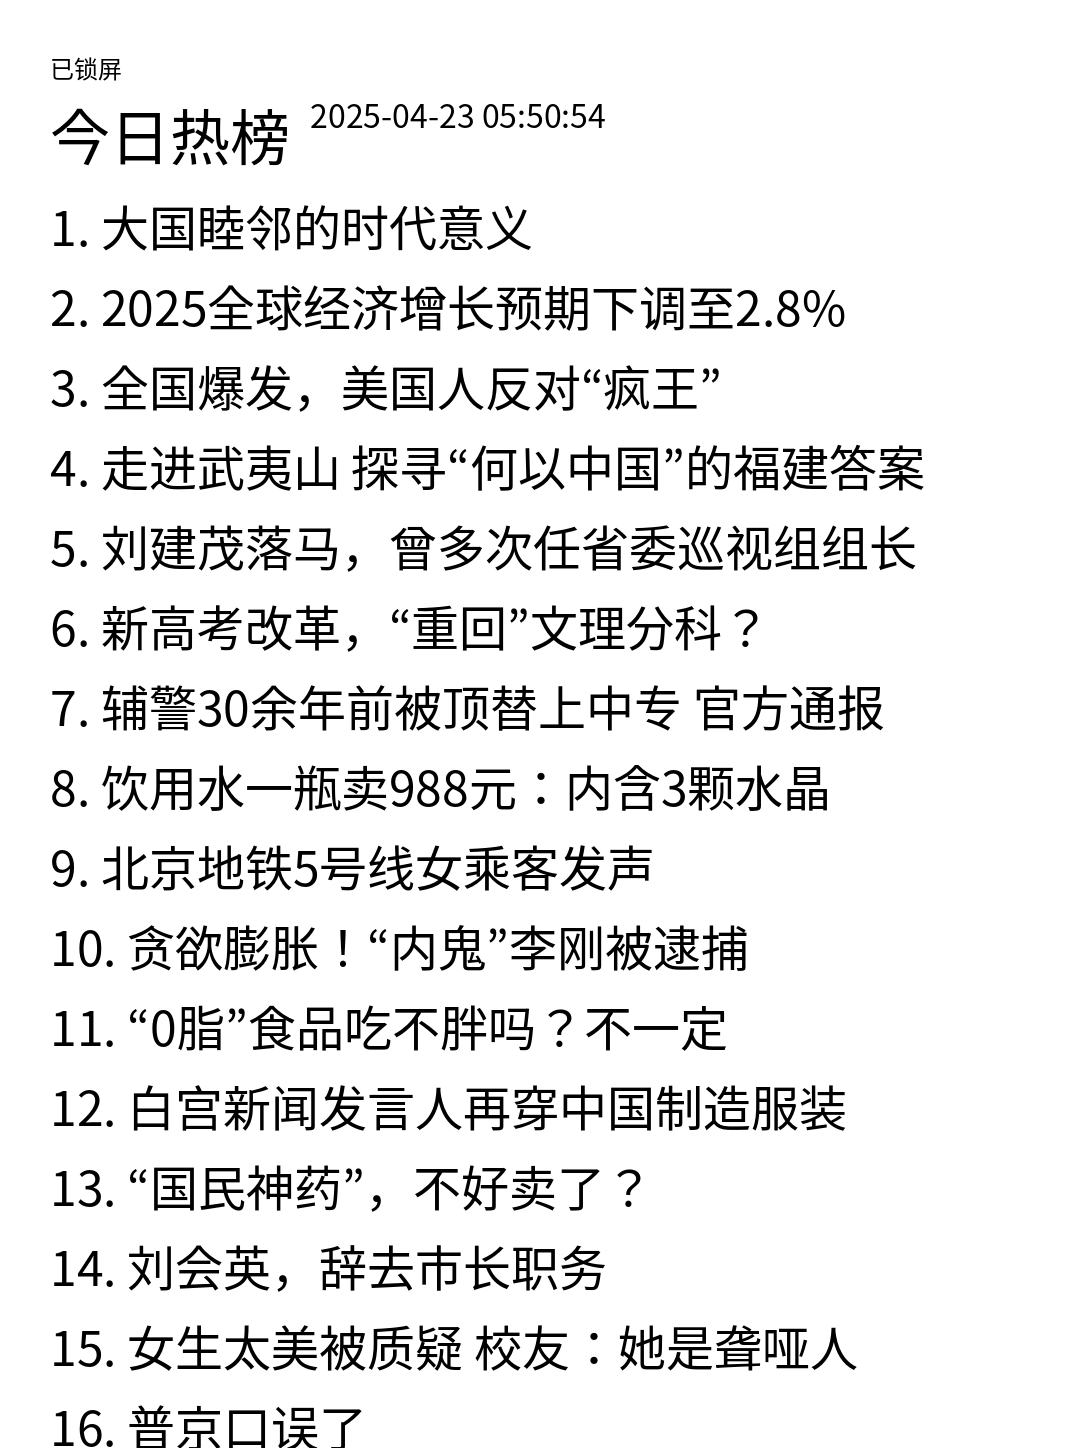 已锁屏
今日热榜 2025-04-23 05:50:54
1. 大国睦邻的时代意义
2. 2025全球经济增长预期下调至2.8%
3. 全国爆发，美国人反对“疯王”
4. 走进武夷山 探寻“何以中国”的福建答案
5. 刘建茂落马，曾多次任省委巡视组组长
6. 新高考改革，“重回”文理分科？
7. 辅警30余年前被顶替上中专 官方通报
8. 饮用水一瓶卖988元：内含3颗水晶
9. 北京地铁5号线女乘客发声
10. 贪欲膨胀！“内鬼”李刚被逮捕
11. “0脂”食品吃不胖吗？不一定
12. 白宫新闻发言人再穿中国制造服装
13. “国民神药”，不好卖了？
14. 刘会英，辞去市长职务
15. 女生太美被质疑 校友：她是聋哑人
16. 普京口误了